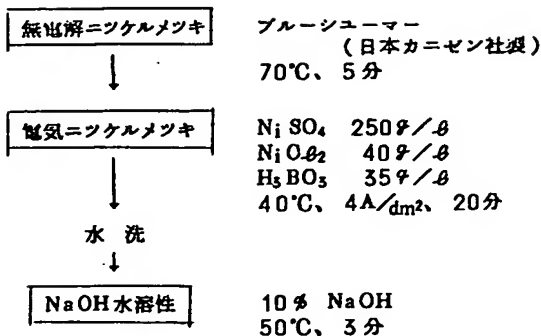 無電解ニツケルメツキ
ブルーシユーマー
(日本カニゼン社製)
70℃、5分
電気ニツケルメツキ
NiSO4 250g/ℓ
NiCℓ2 40g/ℓ
H3BO3 35g/ℓ
40℃、4A/dm2、20分
水洗
NaOH水溶性
10% NaOH
50℃、3分